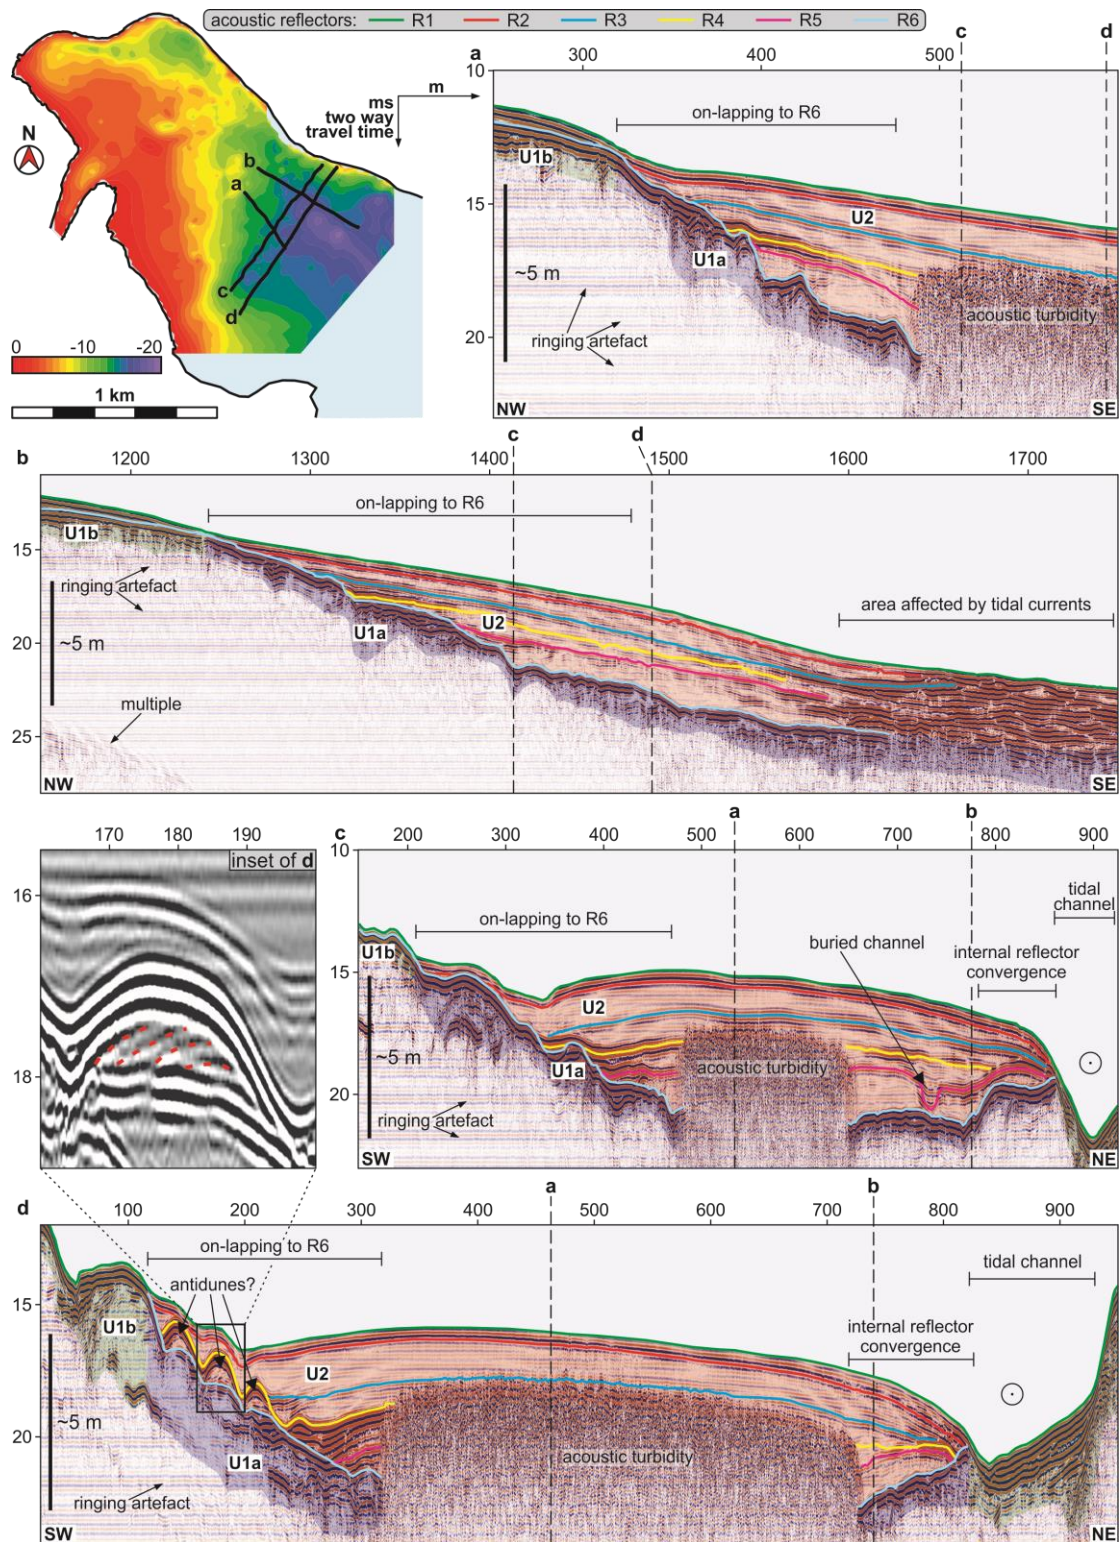 acoustic reflectors: R1 R2 R3 R4 R5 R6
N
m
ms
two way
travel time
b
a
c
d
0 -10 -20
1 km
a
300 400 500
c
d
10
15
20
on-lapping to R6
U1b
U2
U1a
~5 m
acoustic turbidity
ringing artefact
NW
SE
b
1200 1300 1400 1500 1600 1700
c
d
on-lapping to R6
U1b
15
ringing artefact
area affected by tidal currents
U2
U1a
20
~5 m
multiple
25
NW
SE
170 180 190
inset of d
16
18
c
200 300 400 500 600 700 800 900
a
b
10
tidal
channel
on-lapping to R6
buried channel
internal reflector
convergence
U1b
15
U2
~5 m
acoustic turbidity
U1a
20
ringing artefact
SW
NE
d
100 200 300 400 500 600 700 800 900
a
b
on-lapping to R6
tidal channel
antidunes?
15
U1b
internal reflector
convergence
U2
~5 m
20
acoustic turbidity
U1a
ringing artefact
SW
NE